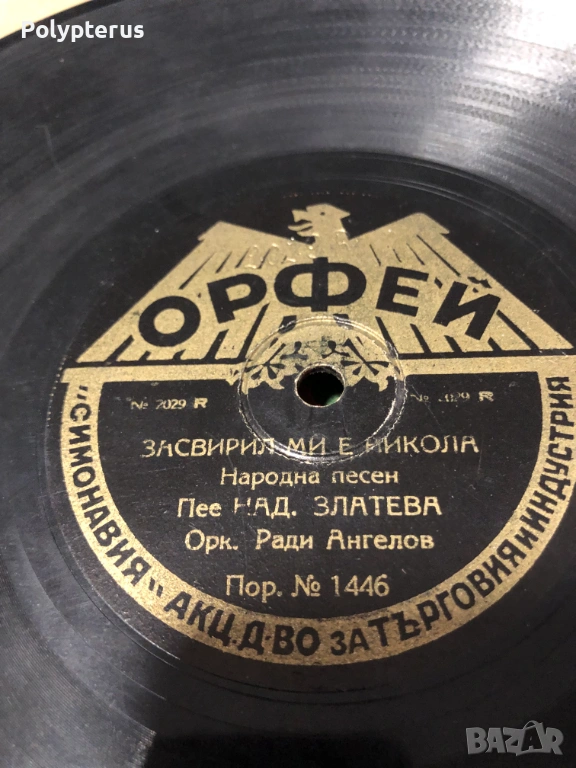 Polypterus
ОРФЕЙ
№ 2029 R № 2029 R
ЗАСВИРИЛ МИ Е НИКОЛА
Народна песен
Пее НАД. ЗЛАТЕВА
Орк. Ради Ангелов
Пор. № 1446
"СИМОНАВИЯ" АКЦ. Д-ВО ЗА ТЪРГОВИЯ И ИНДУСТРИЯ
BAZAR